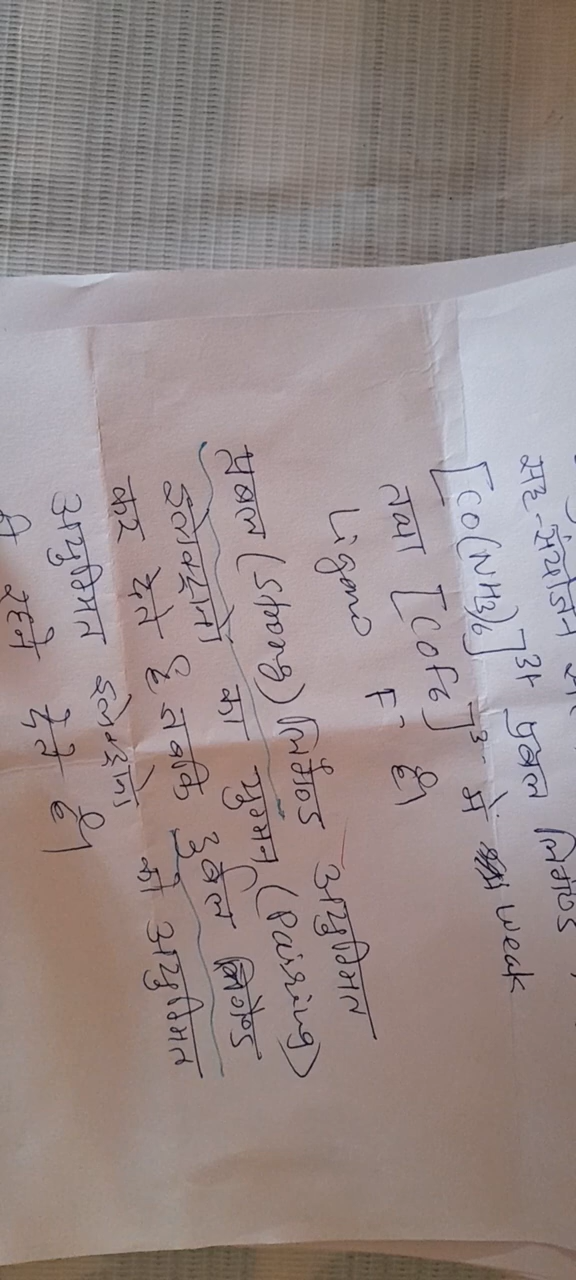 सह-संयोजन
[CO(NH3)6]3+ प्रबल लिगेण्ड
तथा [COF6]3- में weak
Ligand F- है।
प्रबल (Strong) लिगेण्ड अयुग्मित
इलेक्ट्रानो का युग्मन (Pairing)
कर देते है जबकि दुर्बल लिगेण्ड
अयुग्मित इलेक्ट्रानो को अयुग्मित
ही रहने देते है।